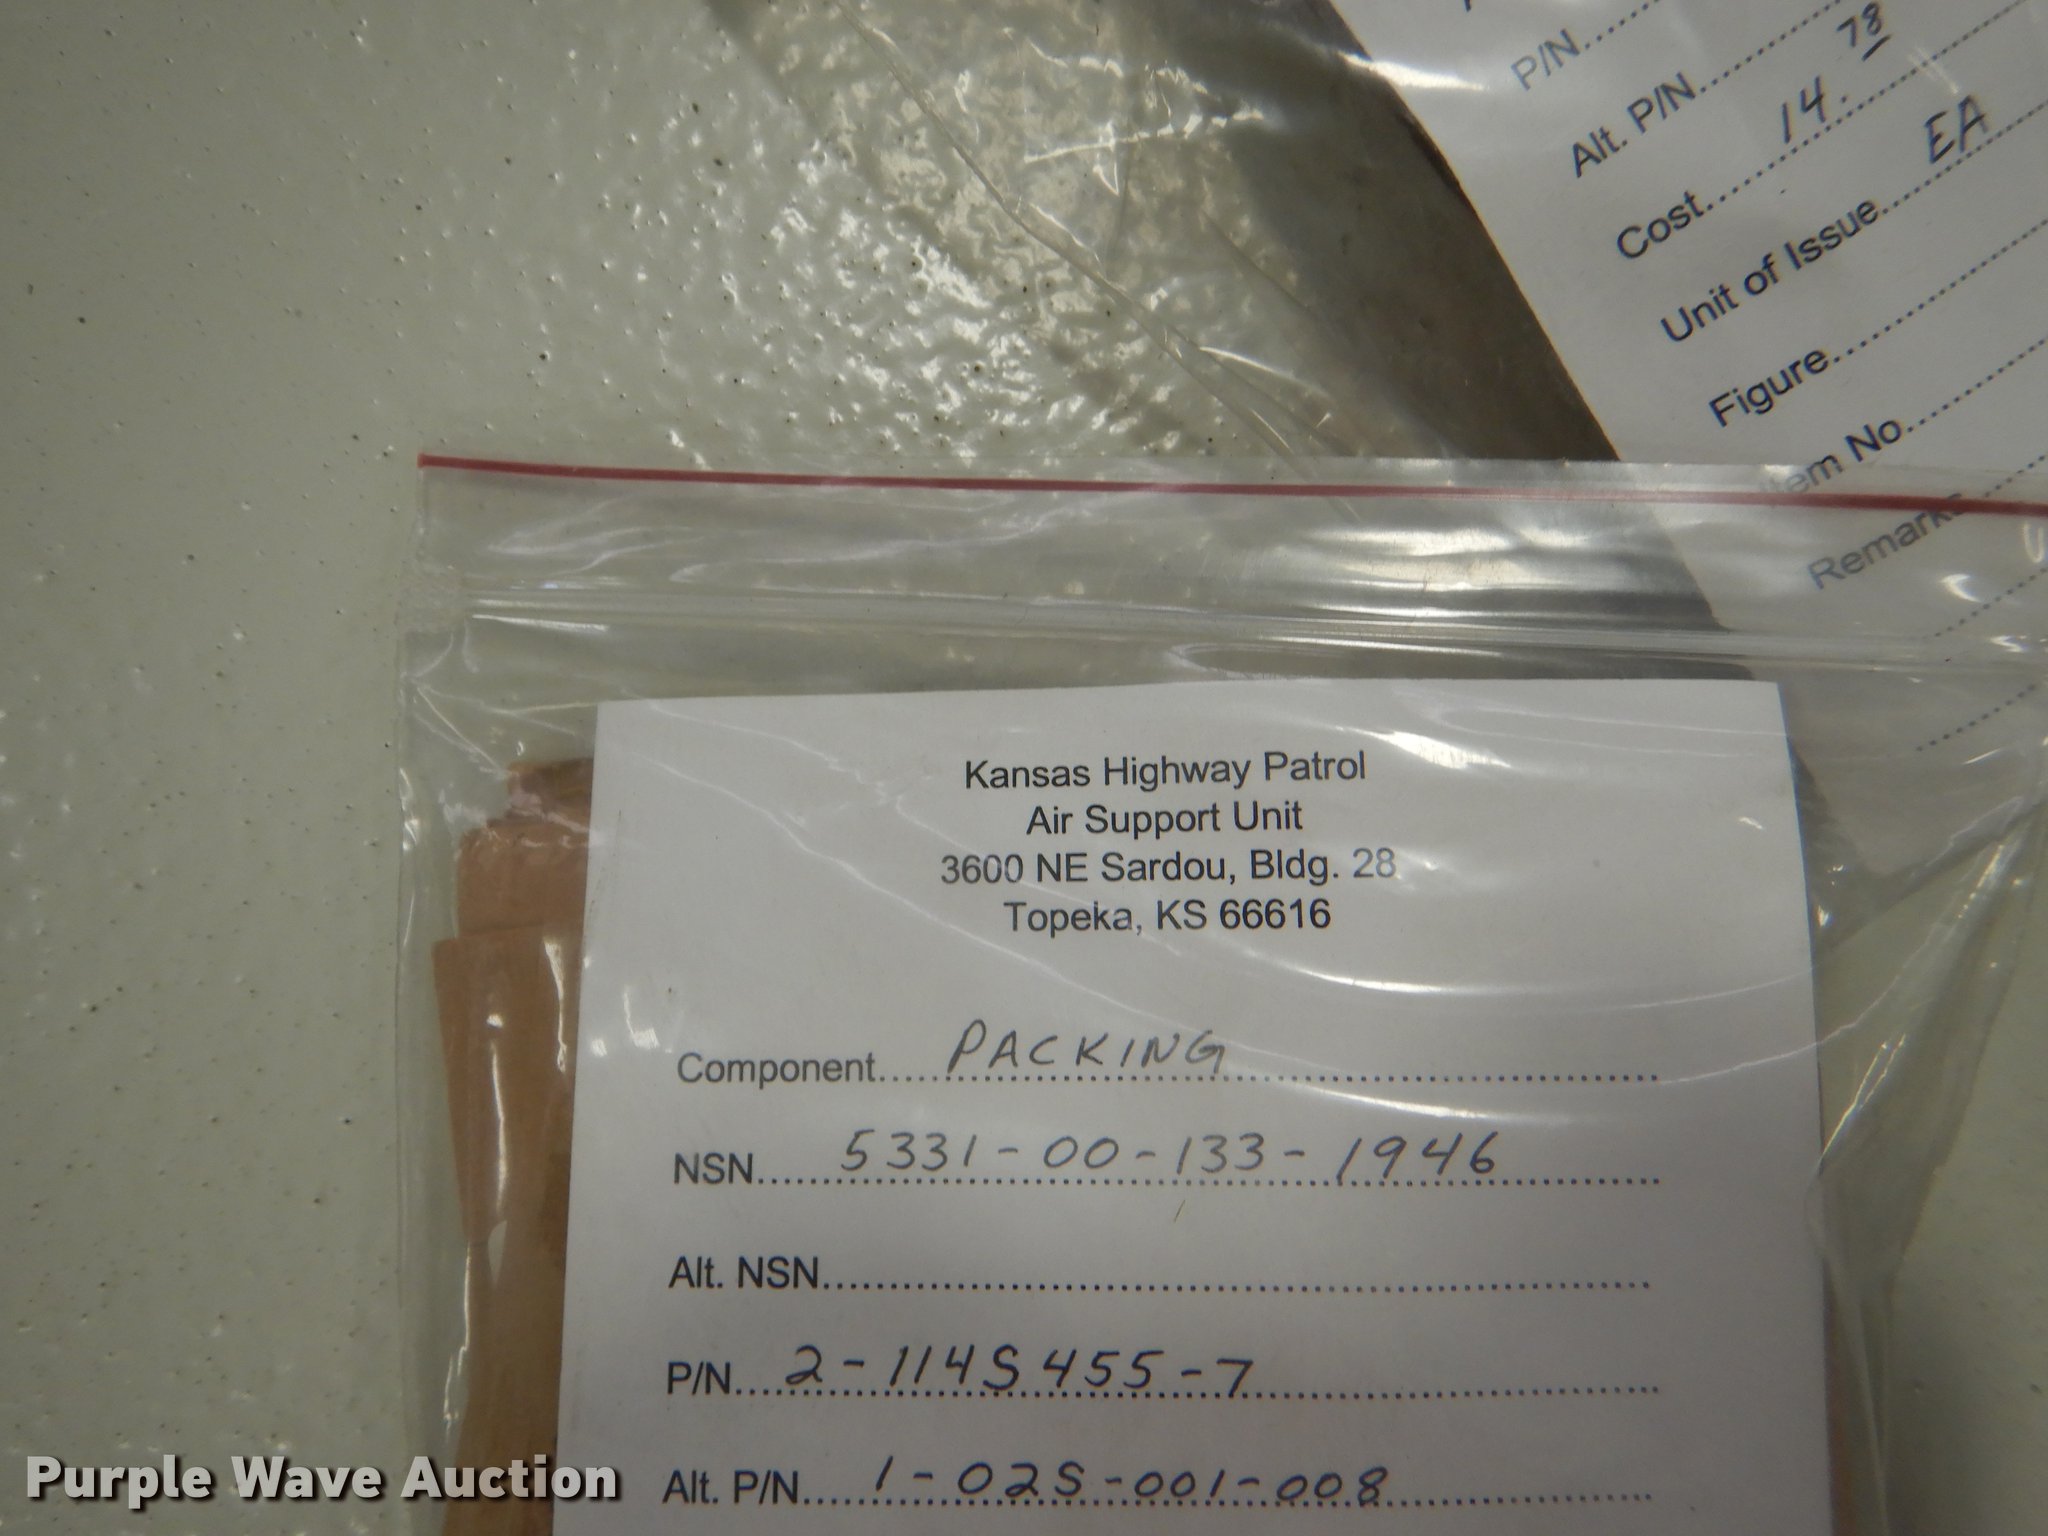 P/N
Alt. P/N
Cost 14.78
Unit of Issue EA
Figure
Item No
Remarks
Kansas Highway Patrol
Air Support Unit
3600 NE Sardou, Bldg. 28
Topeka, KS 66616
Component PACKING
NSN 5331-00-133-1946
Alt. NSN
P/N 2-114S455-7
Alt. P/N 1-02S-001-008
Purple Wave Auction